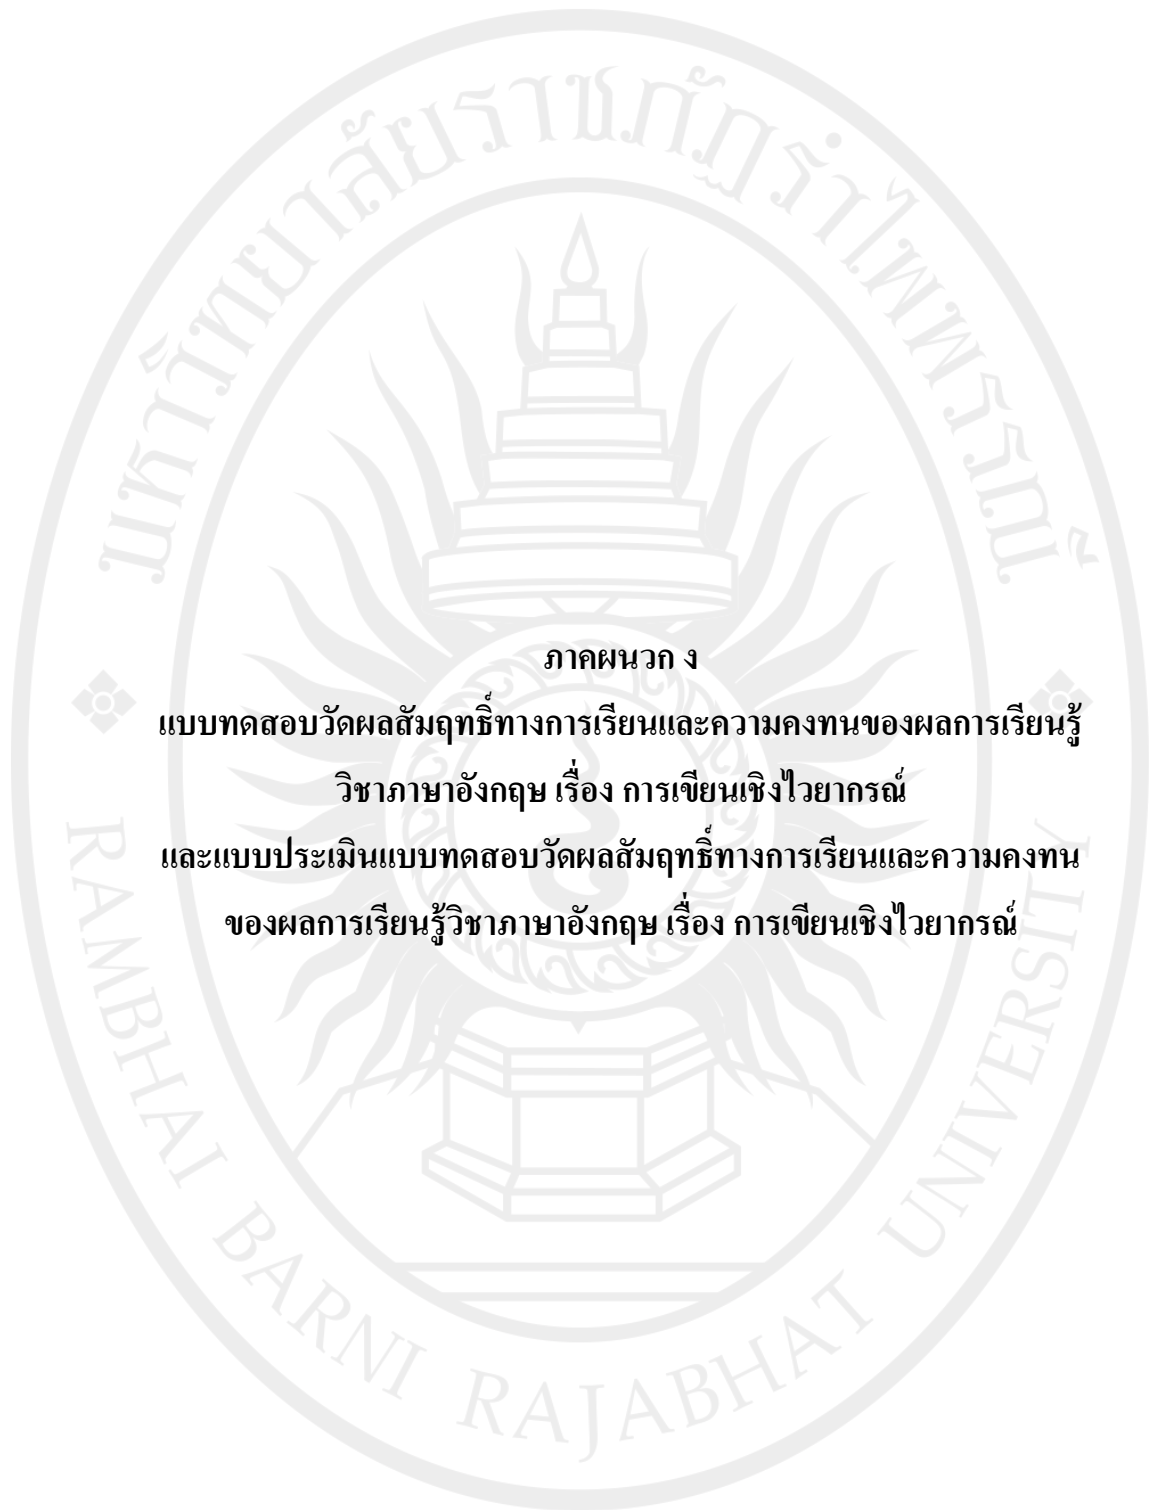 มหาวิทยาลัยราชภัฏรำไพพรรณี
ภาคผนวก ง
แบบทดสอบวัดผลสัมฤทธิ์ทางการเรียนและความคงทนของผลการเรียนรู้
วิชาภาษาอังกฤษ เรื่อง การเขียนเชิงไวยากรณ์
และแบบประเมินแบบทดสอบวัดผลสัมฤทธิ์ทางการเรียนและความคงทน
ของผลการเรียนรู้วิชาภาษาอังกฤษ เรื่อง การเขียนเชิงไวยากรณ์
RAMBHAI BARNI RAJABHAT UNIVERSITY